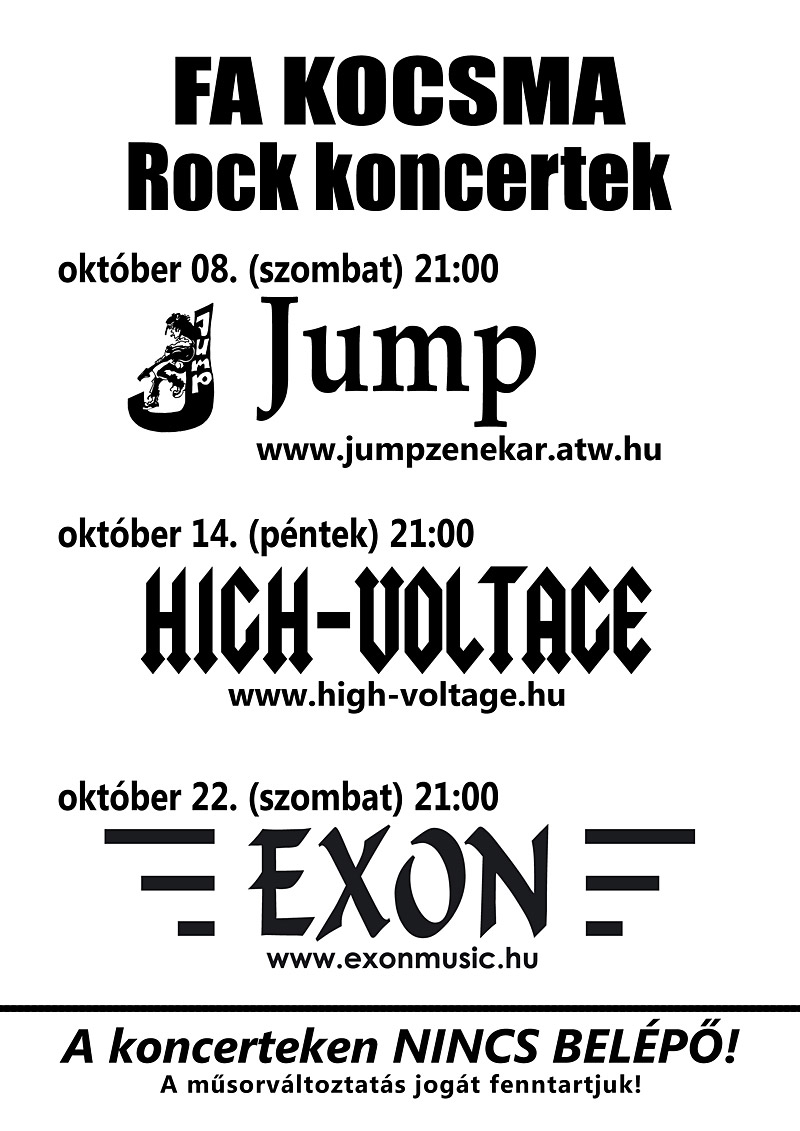 FA KOCSMA
Rock koncertek
október 08. (szombat) 21:00
Jump
Jump
www.jumpzenekar.atw.hu
október 14. (péntek) 21:00
HIGH-VOLTAGE
www.high-voltage.hu
október 22. (szombat) 21:00
EXON
www.exonmusic.hu
A koncerteken NINCS BELÉPŐ!
A műsorváltoztatás jogát fenntartjuk!